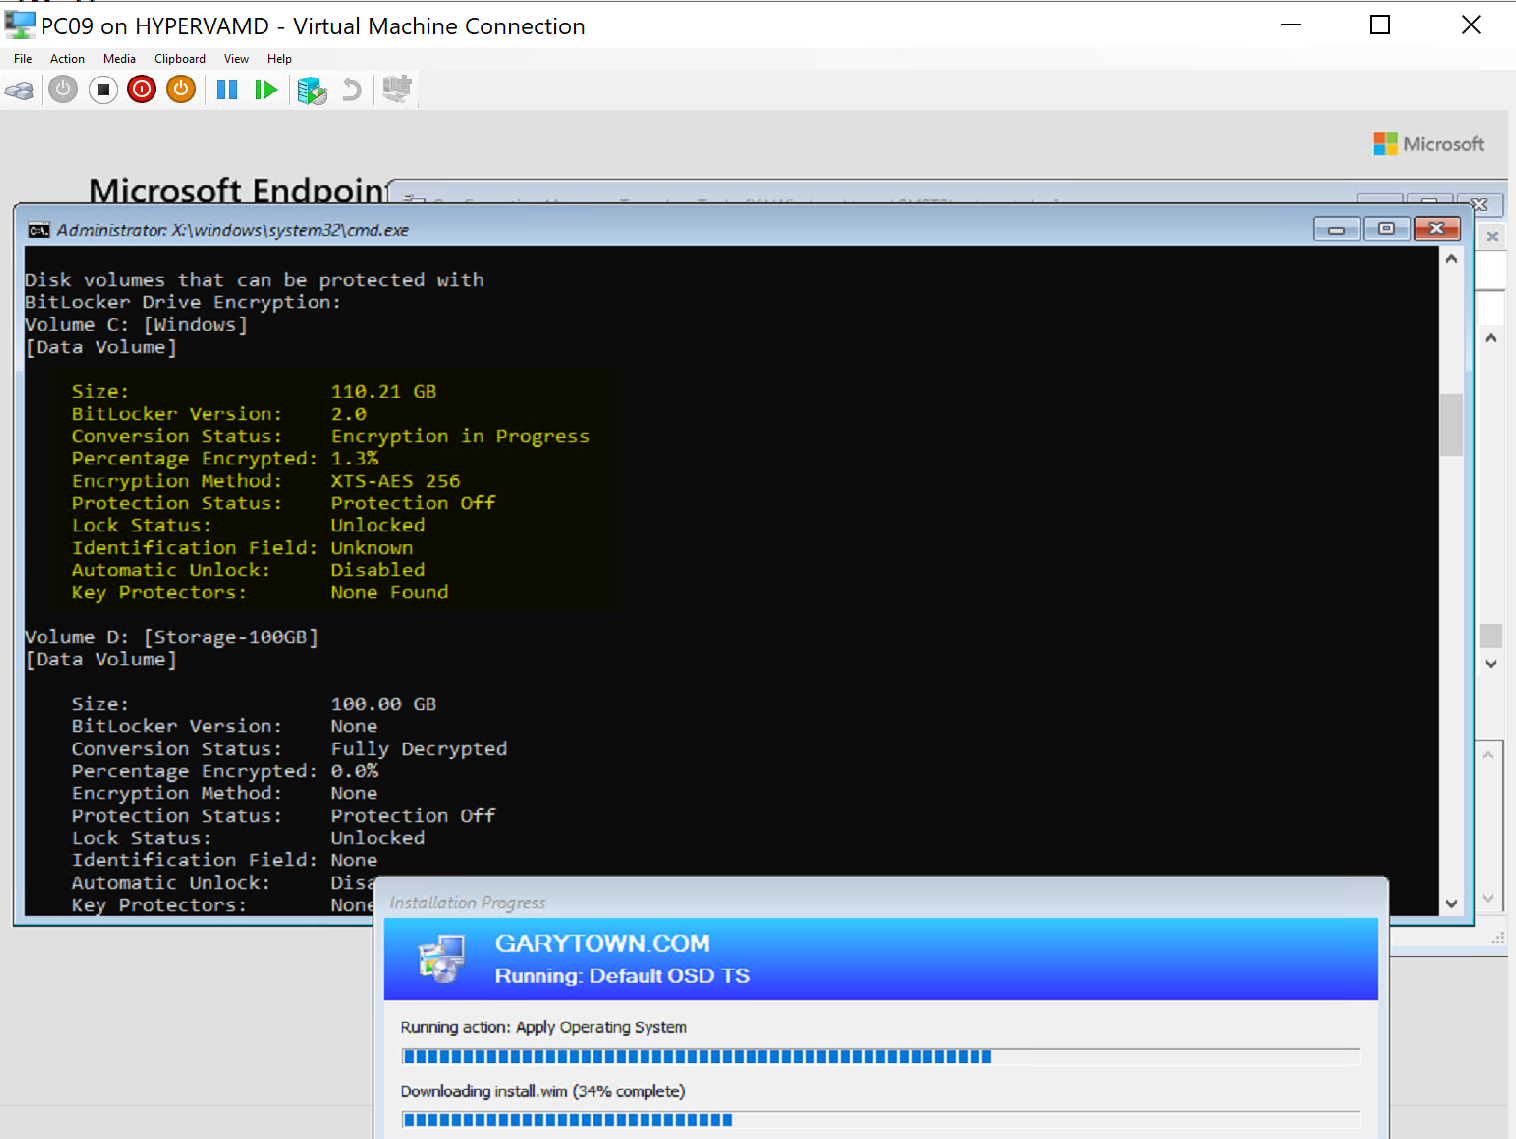 PC09 on HYPERVAMD - Virtual Machine Connection
File Action Media Clipboard View Help
Microsoft
Microsoft Endpoin
Administrator: X:\windows\system32\cmd.exe
Disk volumes that can be protected with
BitLocker Drive Encryption:
Volume C: [Windows]
[Data Volume]
Size: 110.21 GB
BitLocker Version: 2.0
Conversion Status: Encryption in Progress
Percentage Encrypted: 1.3%
Encryption Method: XTS-AES 256
Protection Status: Protection Off
Lock Status: Unlocked
Identification Field: Unknown
Automatic Unlock: Disabled
Key Protectors: None Found
Volume D: [Storage-100GB]
[Data Volume]
Size: 100.00 GB
BitLocker Version: None
Conversion Status: Fully Decrypted
Percentage Encrypted: 0.0%
Encryption Method: None
Protection Status: Protection Off
Lock Status: Unlocked
Identification Field: None
Automatic Unlock: Disa
Key Protectors: None
Installation Progress
GARYTOWN.COM
Running: Default OSD TS
Running action: Apply Operating System
Downloading install.wim (34% complete)